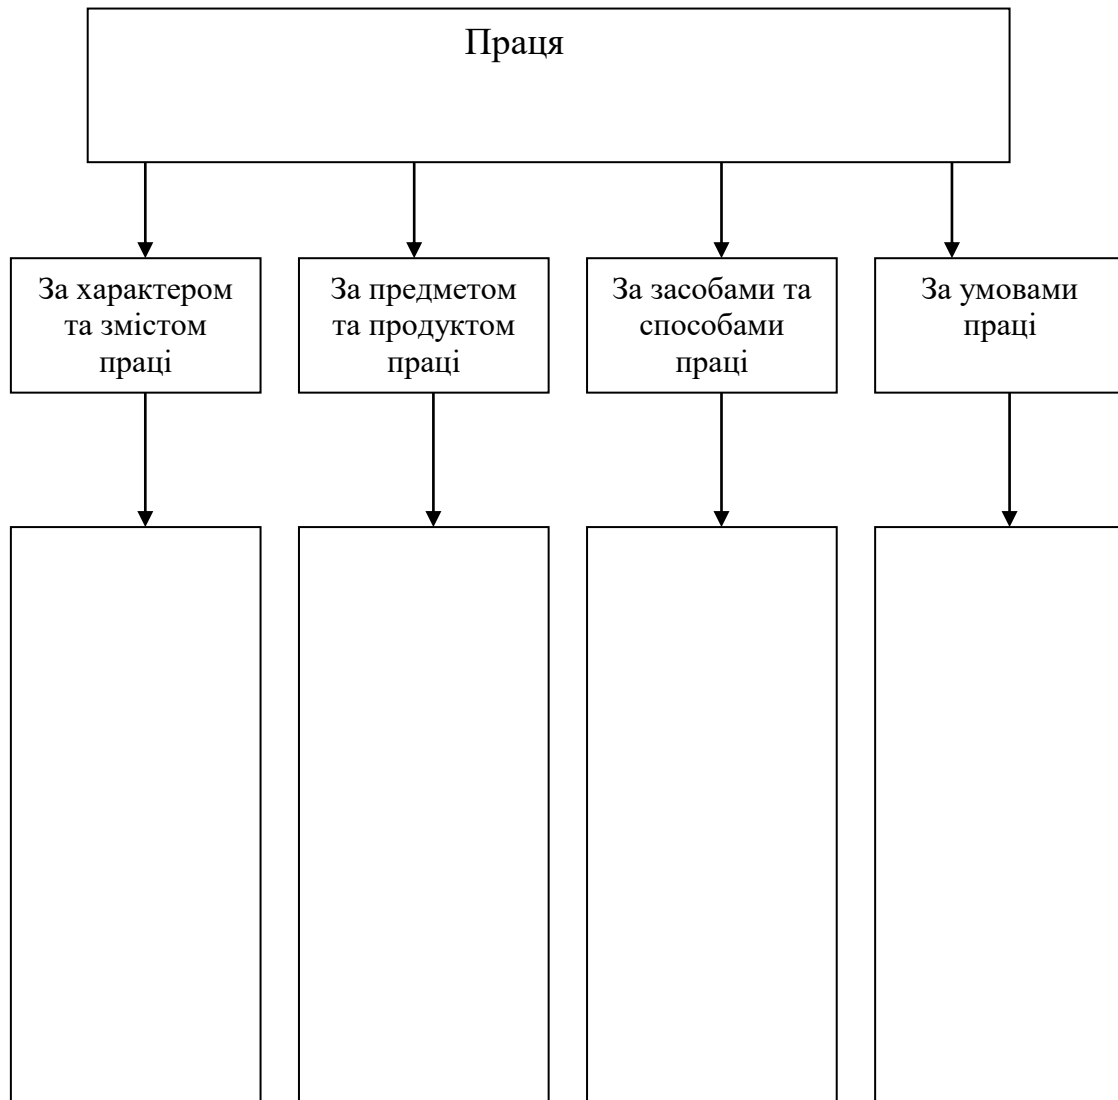 Праця
За характером
та змістом
праці
За предметом
та продуктом
праці
За засобами та
способами
праці
За умовами
праці